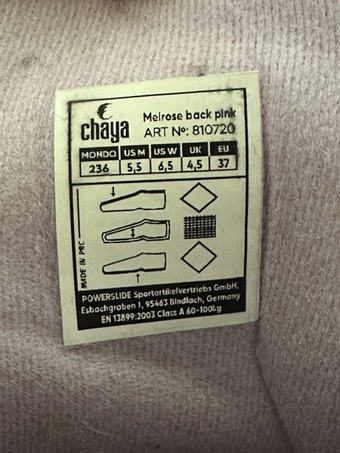 chaya
Melrose back pink
ART Nº: 810720
MONDO US M US W UK EU
236 5,5 6,5 4,5 37
MADE IN PRC
POWERSLIDE Sportartikelvertriebs GmbH,
Esbachgraben 1, 95463 Bindlach, Germany
EN 13899:2003 Class A 60-100kg